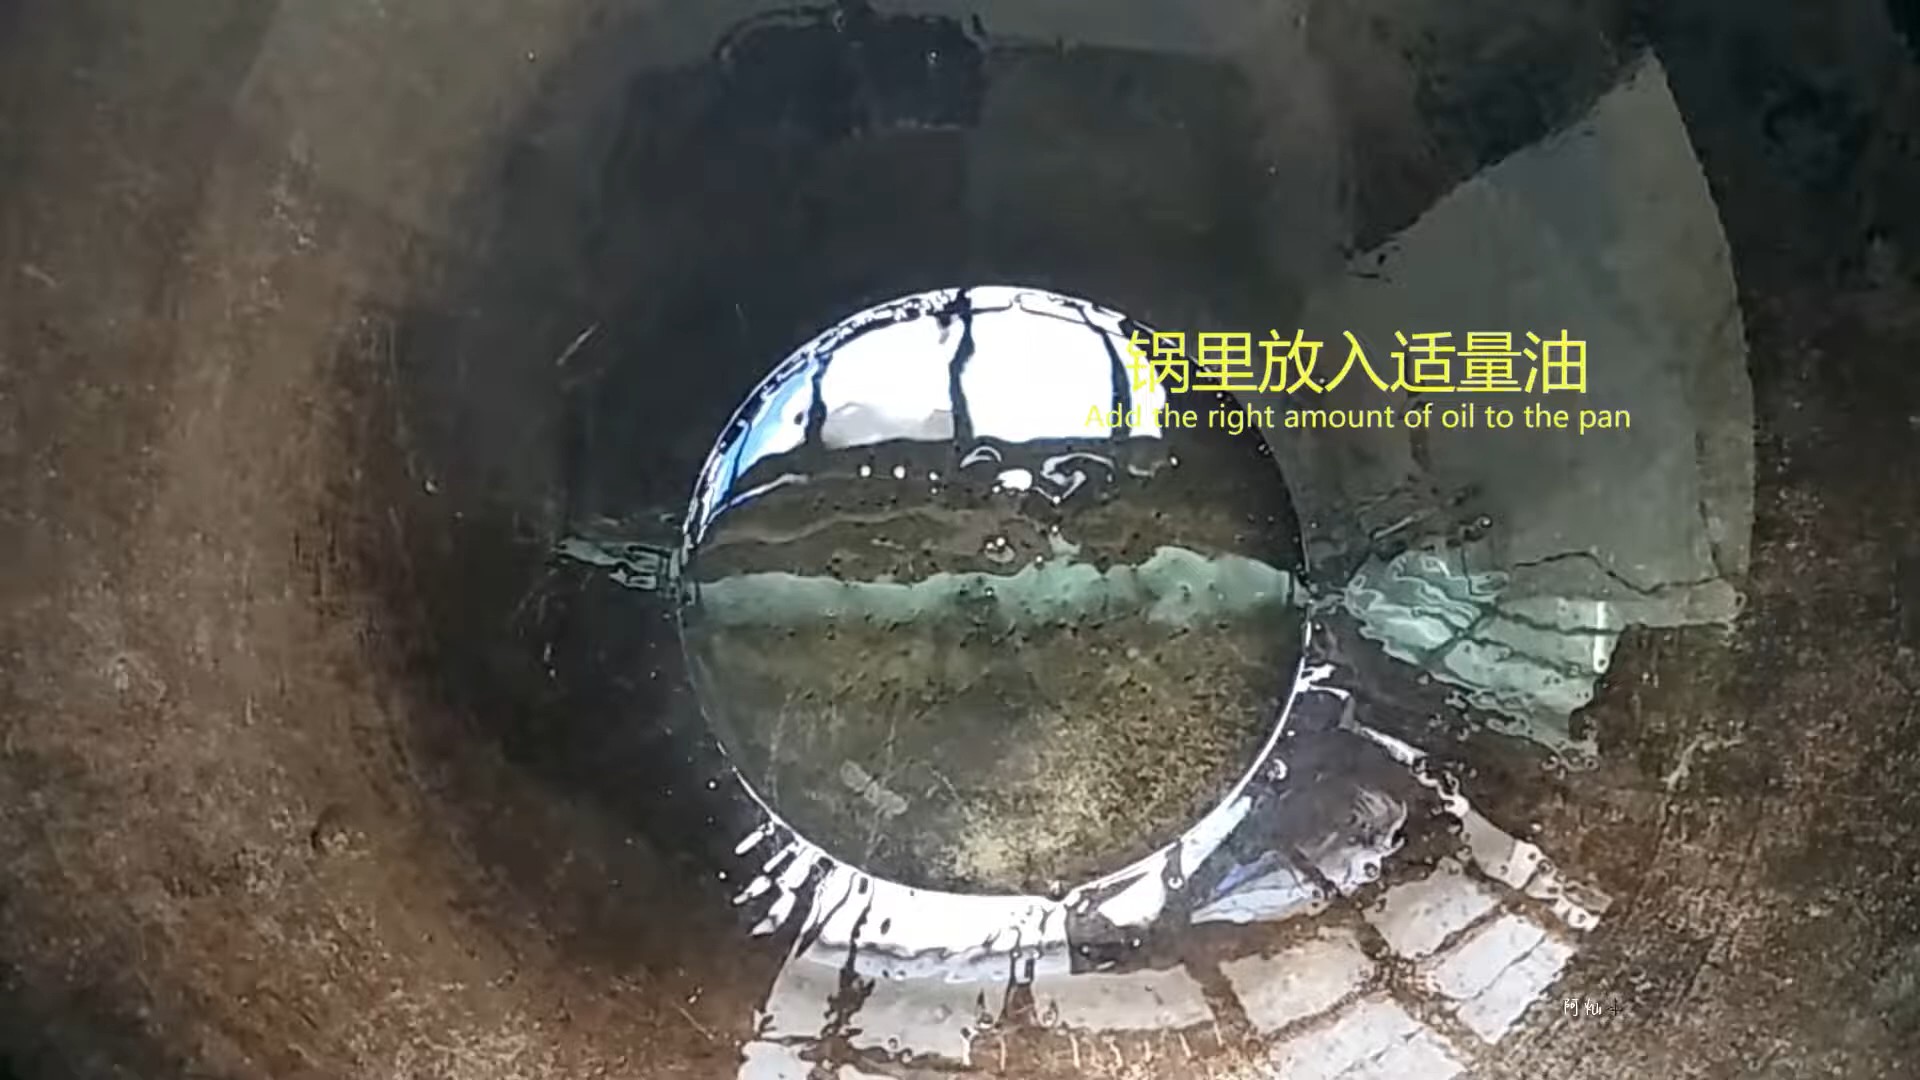 锅里放入适量油
Add the right amount of oil to the pan